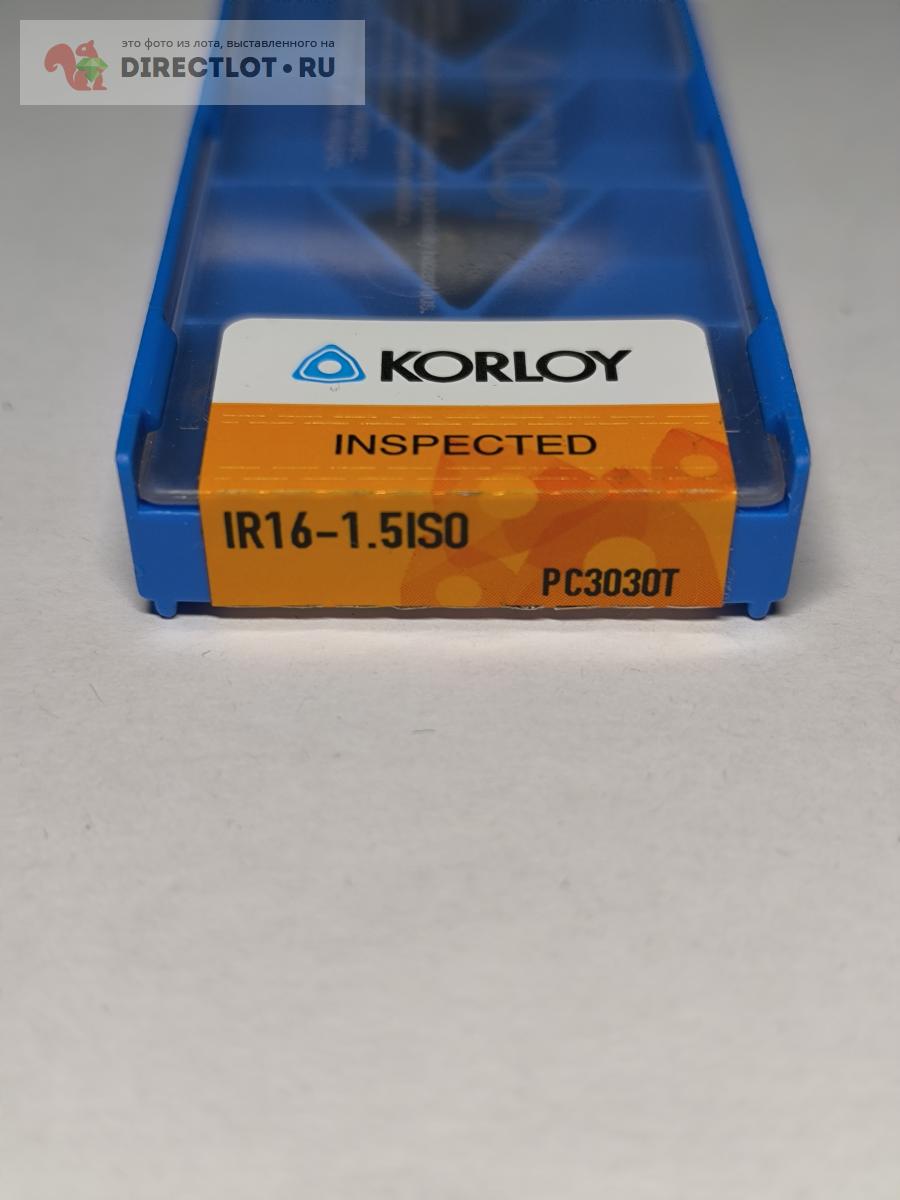 это фото из лота, выставленного на
DIRECTLOT•RU
KORLOY
INSPECTED
IR16-1.5ISO
PC3030T